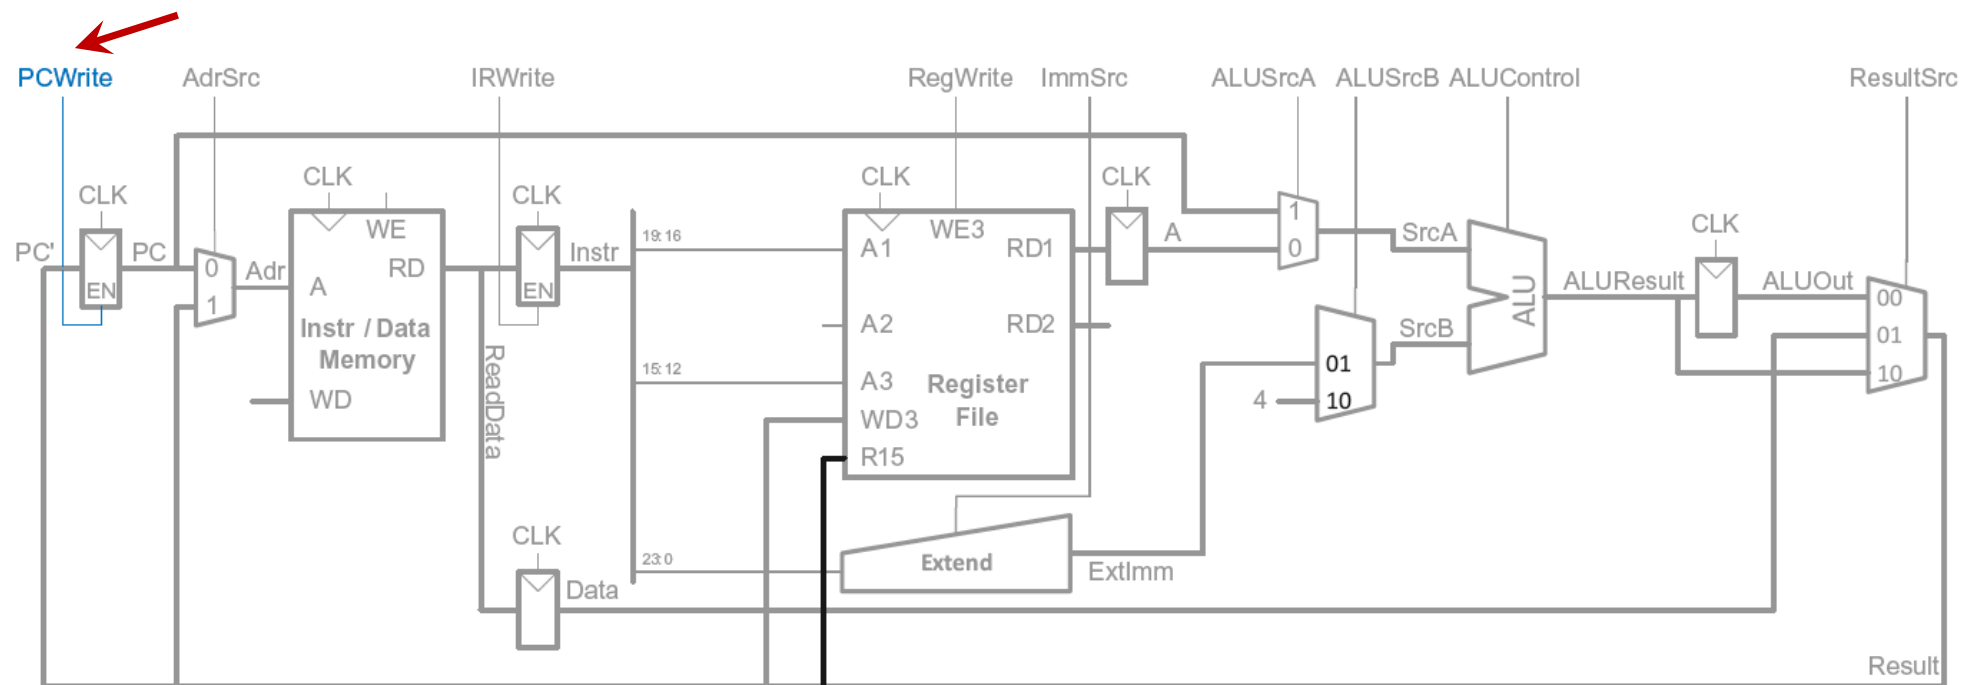 PCWrite
AdrSrc
IRWrite
RegWrite
ImmSrc
ALUSrcA
ALUSrcB
ALUControl
ResultSrc
CLK
CLK
CLK
CLK
CLK
CLK
PC'
EN
PC
0
1
Adr
WE
RD
A
Instr / Data
Memory
WD
EN
Instr
ReadData
19:16
15:12
23:0
A1
WE3
RD1
A2
RD2
A3
Register
File
WD3
R15
A
1
0
SrcA
01
4
10
SrcB
ALU
ALUResult
ALUOut
00
01
10
CLK
Data
Extend
ExtImm
Result